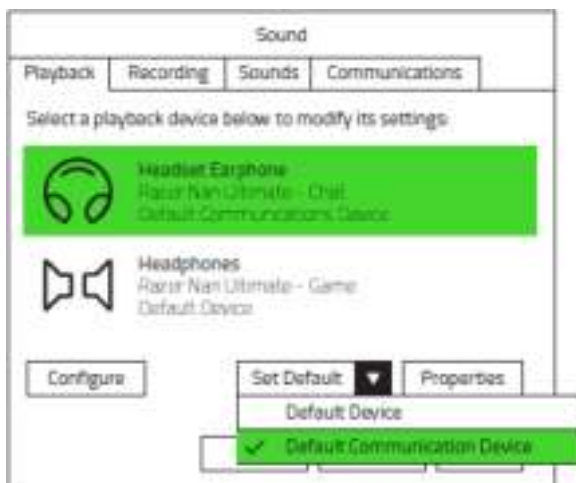 Sound
Playback Recording Sounds Communications
Select a playback device below to modify its settings:
Headset Earphone
Razer Nari Ultimate - Chat
Default Communications Device
Headphones
Razer Nari Ultimate - Game
Default Device
Configure Set Default Properties
Default Device
Default Communication Device